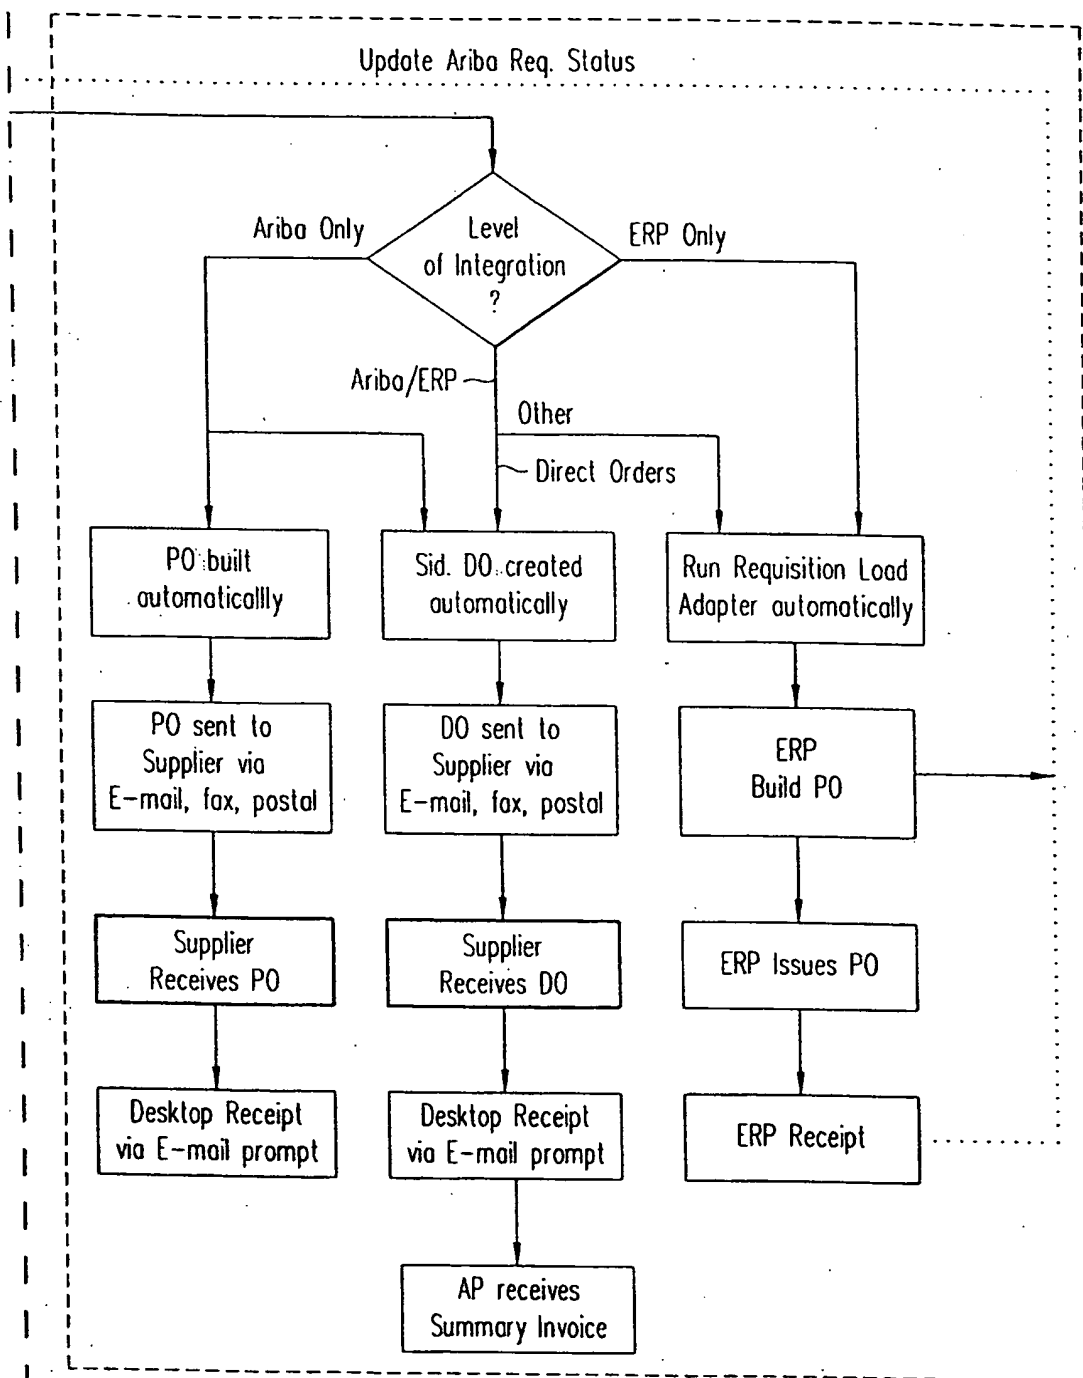 Update Ariba Req. Status
Level
of Integration
?
Ariba Only
ERP Only
Ariba/ERP
Other
Direct Orders
PO built
automaticallly
Sid. DO created
automatically
Run Requisition Load
Adapter automatically
PO sent to
Supplier via
E-mail, fax, postal
DO sent to
Supplier via
E-mail, fax, postal
ERP
Build PO
Supplier
Receives PO
Supplier
Receives DO
ERP Issues PO
Desktop Receipt
via E-mail prompt
Desktop Receipt
via E-mail prompt
ERP Receipt
AP receives
Summary Invoice